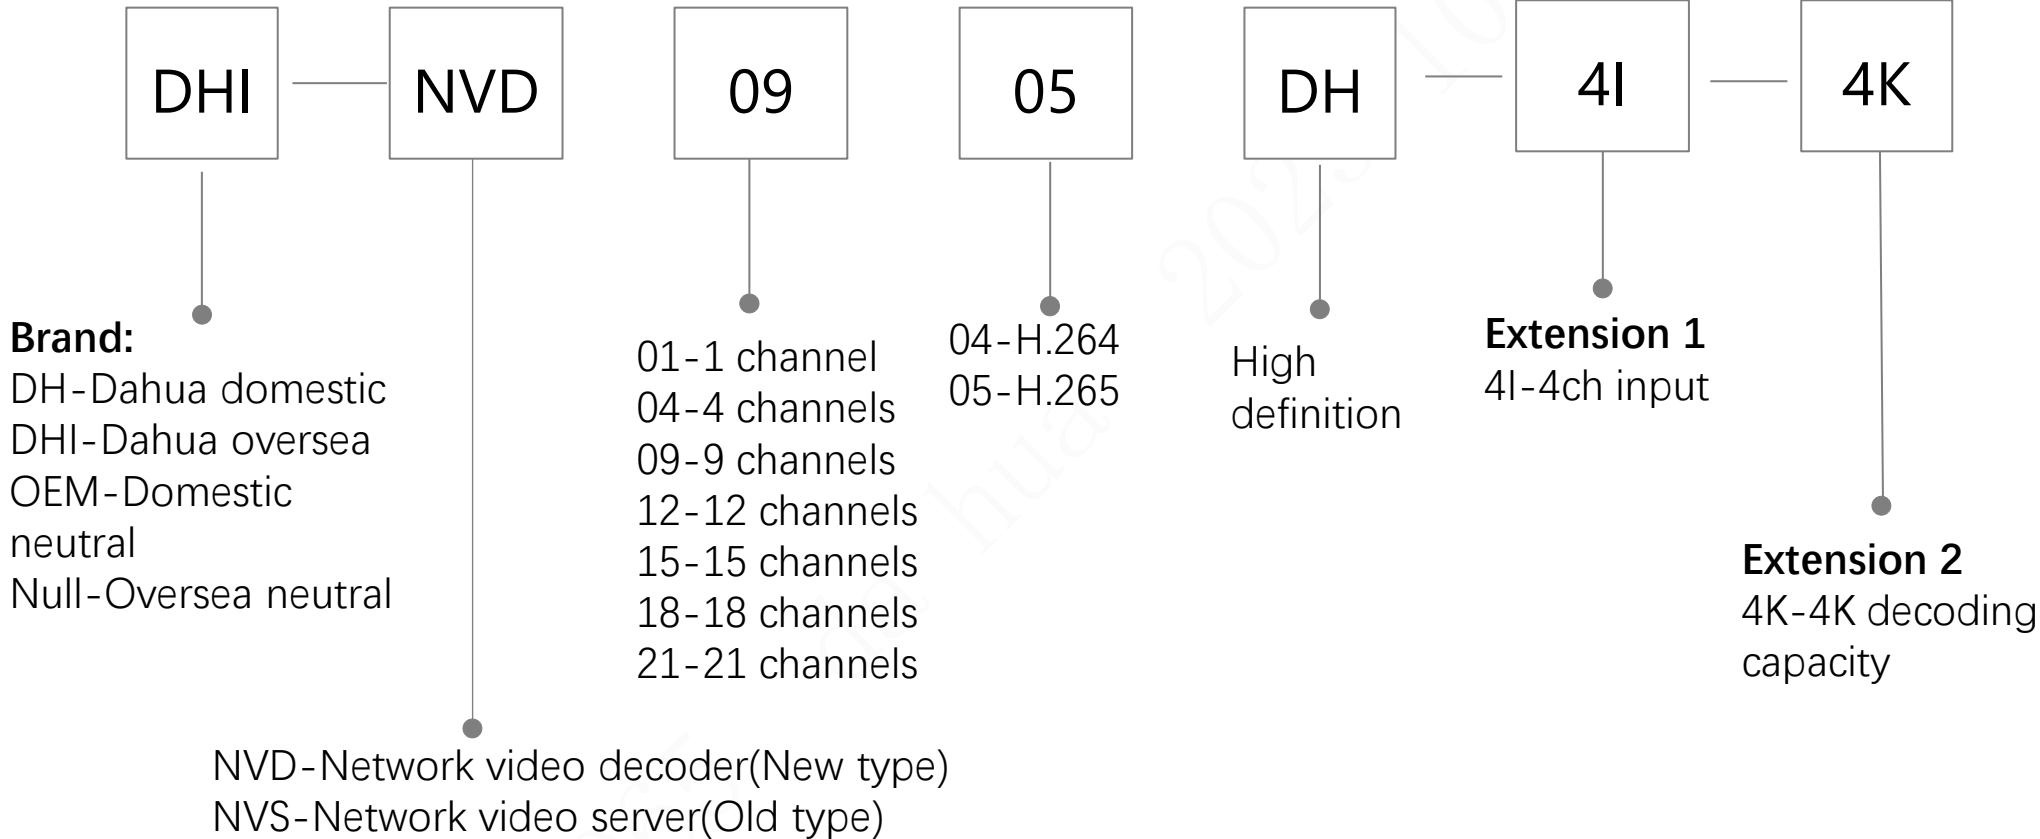 DHI
NVD
09
05
DH
4I
4K
Brand:
DH-Dahua domestic
DHI-Dahua oversea
OEM-Domestic
neutral
Null-Oversea neutral
NVD-Network video decoder(New type)
NVS-Network video server(Old type)
01-1 channel
04-4 channels
09-9 channels
12-12 channels
15-15 channels
18-18 channels
21-21 channels
04-H.264
05-H.265
High
definition
Extension 1
4I-4ch input
Extension 2
4K-4K decoding
capacity